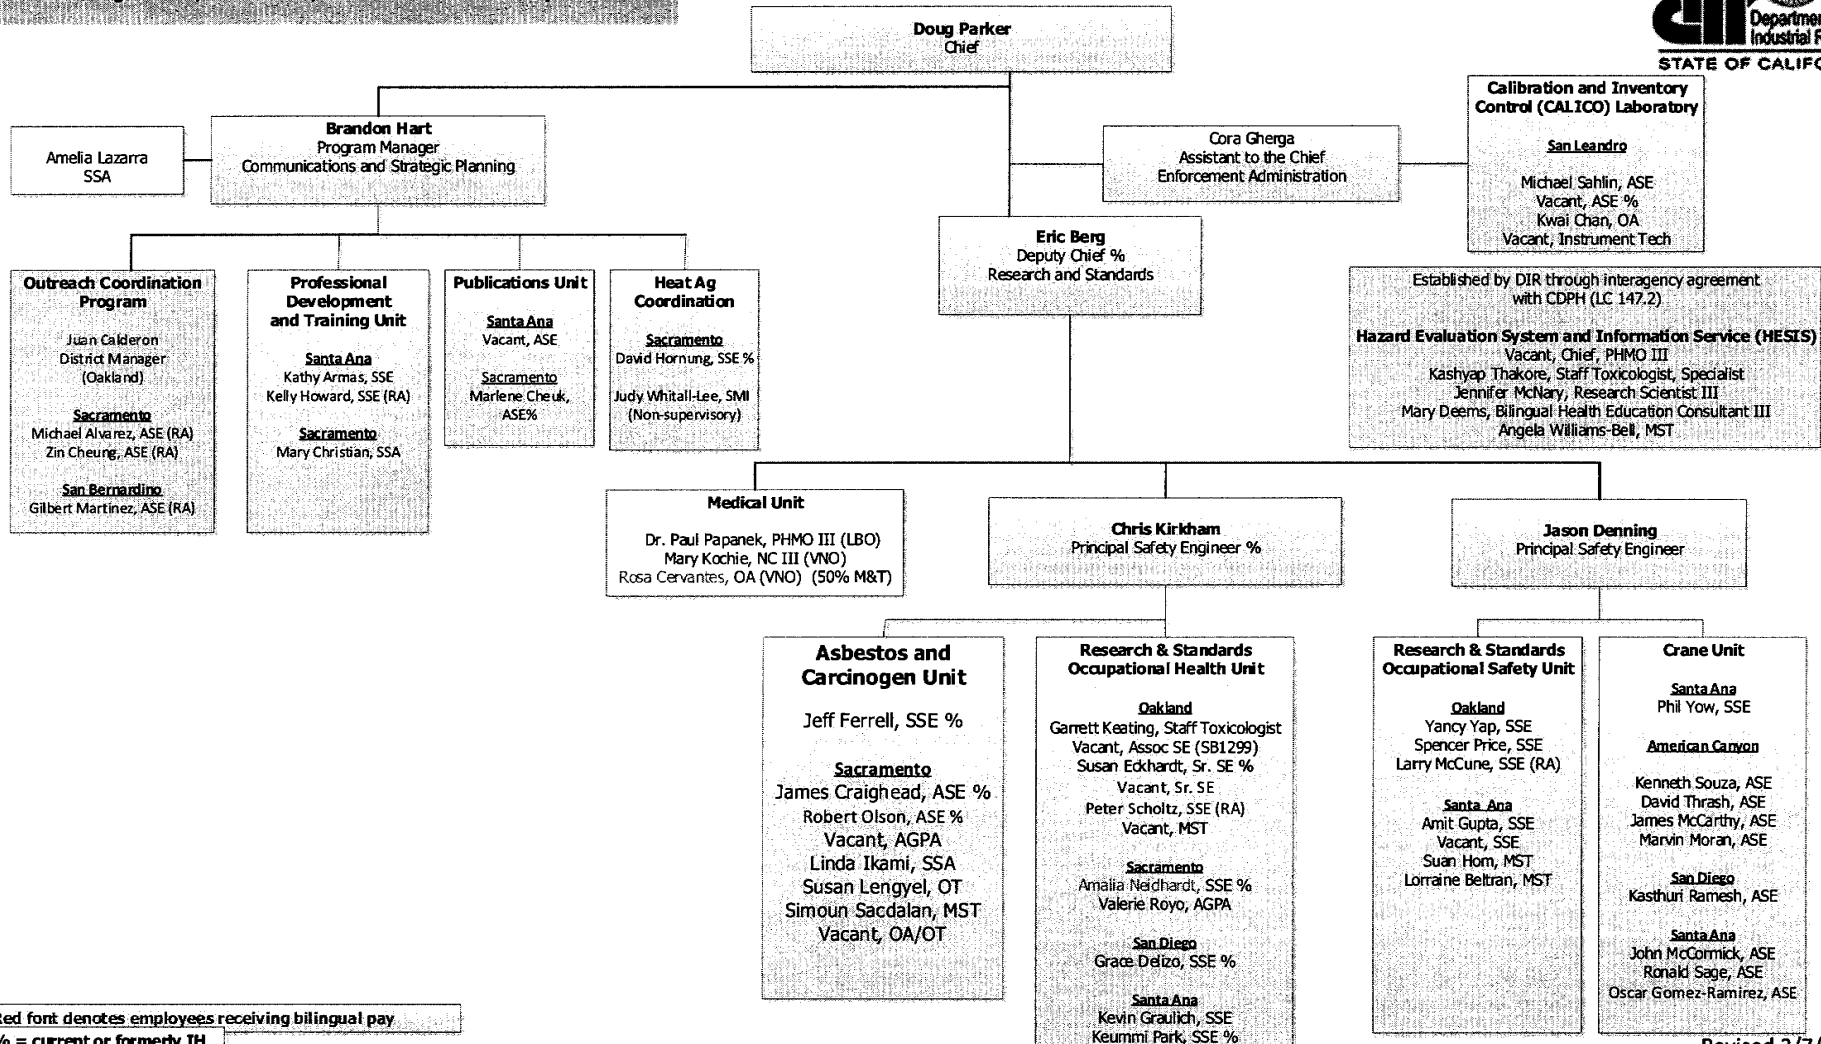 Doug Parker
Chief
Department
Industrial
STATE OF
Calibration and Inventory
Control (CALICO) Laboratory
San Leandro
Michael Sahlin, ASE
Vacant, ASE %
Kwai Chan, OA
Vacant, Instrument Tech
Amelia Lazarra
SSA
Brandon Hart
Program Manager
Communications and Strategic Planning
Cora Gherga
Assistant to the Chief
Enforcement Administration
Eric Berg
Deputy Chief %
Research and Standards
Outreach Coordination
Program
Juan Calderon
District Manager
(Oakland)
Sacramento
Michael Alvarez, ASE (RA)
Zin Cheung, ASE (RA)
San Bernardino
Gilbert Martinez, ASE (RA)
Professional
Development
and Training Unit
Santa Ana
Kathy Armas, SSE
Kelly Howard, SSE (RA)
Sacramento
Mary Christian, SSA
Publications Unit
Santa Ana
Vacant, ASE
Sacramento
Marlene Cheuk,
ASE%
Heat Ag
Coordination
Sacramento
David Hornung, SSE %
Judy Whitall-Lee, SMI
(Non-supervisory)
Established by DIR through interagency agreement
with CDPH (LC 147.2)
Hazard Evaluation System and Information Service (HESIS)
Vacant, Chief, PHMO III
Kashyap Thakore, Staff Toxicologist, Specialist
Jennifer McNary, Research Scientist III
Mary Deems, Bilingual Health Education Consultant III
Angela Williams-Bell, MST
Medical Unit
Dr. Paul Papanek, PHMO III (LBO)
Mary Kochie, NC III (VNO)
Rosa Cervantes, OA (VNO) (50% M&T)
Chris Kirkham
Principal Safety Engineer %
Jason Denning
Principal Safety Engineer
Asbestos and
Carcinogen Unit
Jeff Ferrell, SSE %
Sacramento
James Craighead, ASE %
Robert Olson, ASE %
Vacant, AGPA
Linda Ikami, SSA
Susan Lengyel, OT
Simoun Sacdalan, MST
Vacant, OA/OT
Research & Standards
Occupational Health Unit
Oakland
Garrett Keating, Staff Toxicologist
Vacant, Assoc SE (SB1299)
Susan Eckhardt, Sr. SE %
Vacant, Sr. SE
Peter Scholtz, SSE (RA)
Vacant, MST
Sacramento
Amalia Neidhardt, SSE %
Valerie Royo, AGPA
San Diego
Grace Delizo, SSE %
Santa Ana
Kevin Graulich, SSE
Keummi Park, SSE %
Research & Standards
Occupational Safety Unit
Oakland
Yancy Yap, SSE
Spencer Price, SSE
Larry McCune, SSE (RA)
Santa Ana
Amit Gupta, SSE
Vacant, SSE
Suan Hom, MST
Lorraine Beltran, MST
Crane Unit
Santa Ana
Phil Yow, SSE
American Canyon
Kenneth Souza, ASE
David Thrash, ASE
James McCarthy, ASE
Marvin Moran, ASE
San Diego
Kasthuri Ramesh, ASE
Santa Ana
John McCormick, ASE
Ronald Sage, ASE
Oscar Gomez-Ramirez, ASE
Red font denotes employees receiving bilingual pay
% = current or formerly IH
Revised